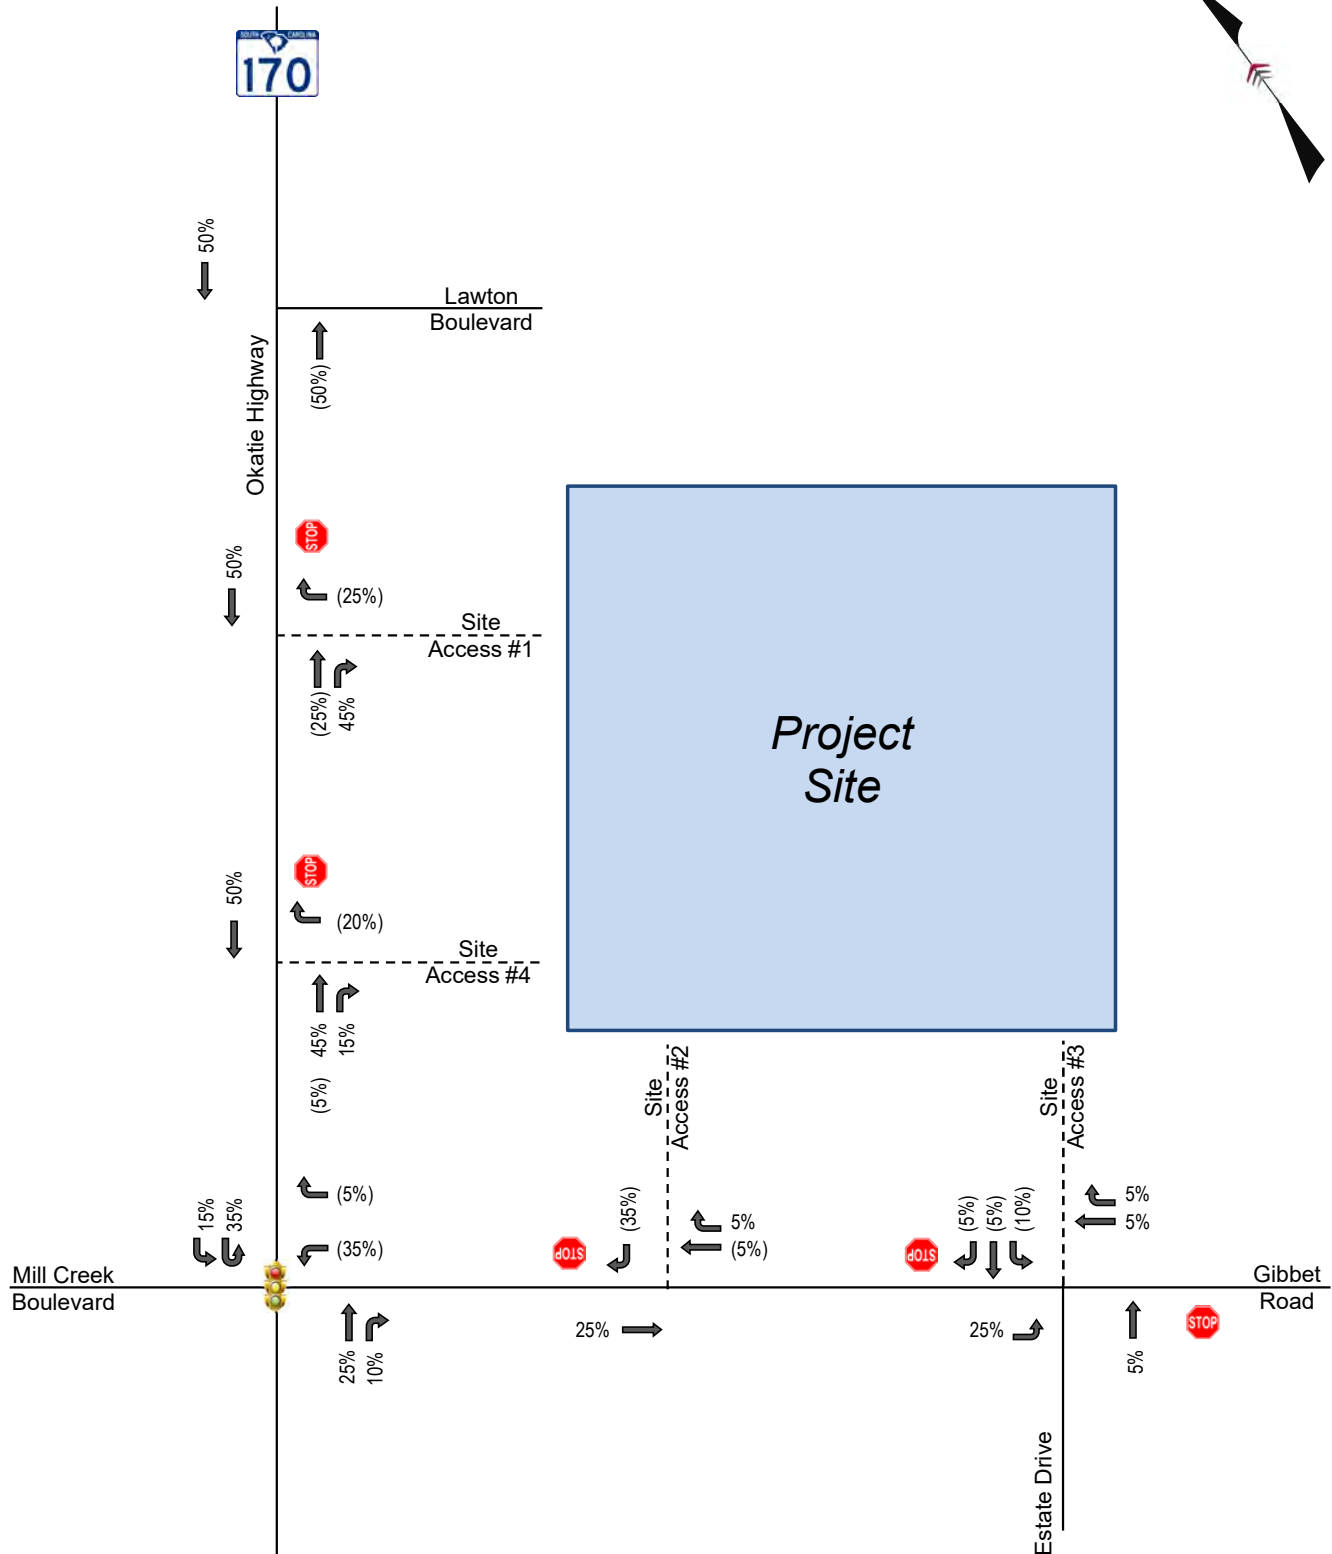 SOUTH CAROLINA
170
50%
Lawton
Boulevard
(50%)
Okatie Highway
STOP
50%
(25%)
Site
Access #1
(25%)
45%
Project
Site
STOP
50%
(20%)
Site
Access #4
45%
15%
(5%)
Site
Access #2
Site
Access #3
15%
35%
(5%)
(35%)
(35%)
5%
(5%)
STOP
(5%)
(5%)
(10%)
5%
5%
STOP
Mill Creek
Boulevard
Gibbet
Road
25%
10%
25%
25%
5%
STOP
Estate Drive